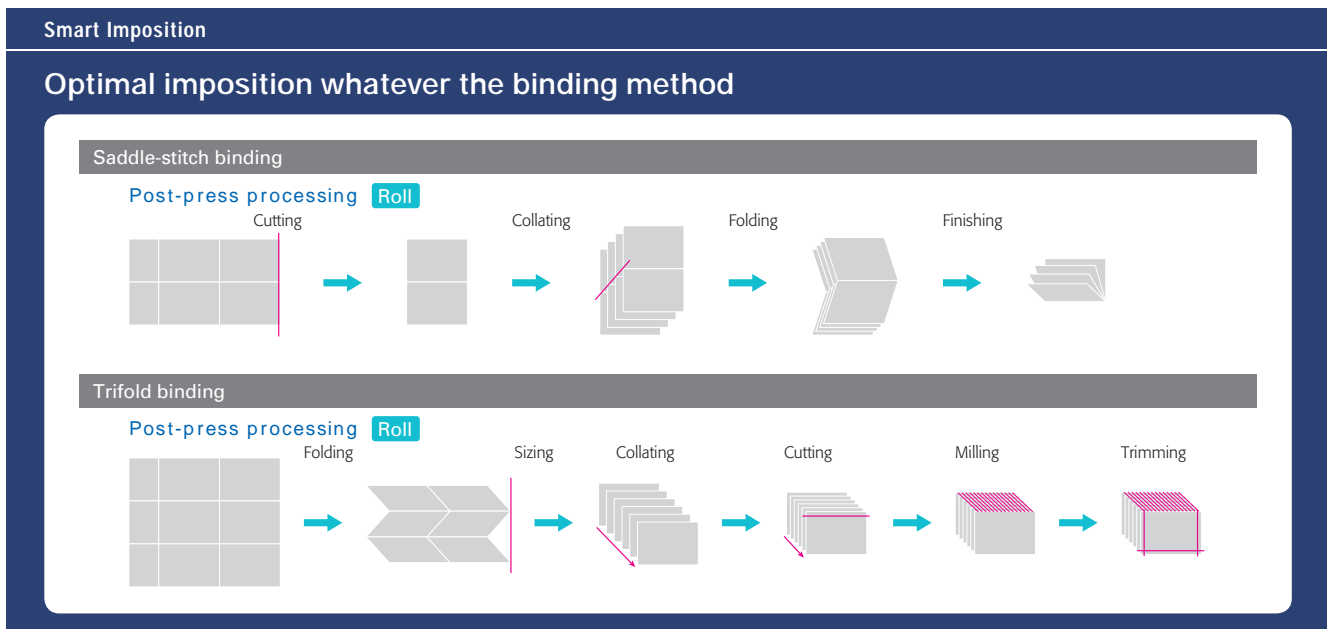 Smart Imposition
Optimal imposition whatever the binding method
Saddle-stitch binding
Post-press processing Roll
Cutting Collating Folding Finishing
Trifold binding
Post-press processing Roll
Folding Sizing Collating Cutting Milling Trimming